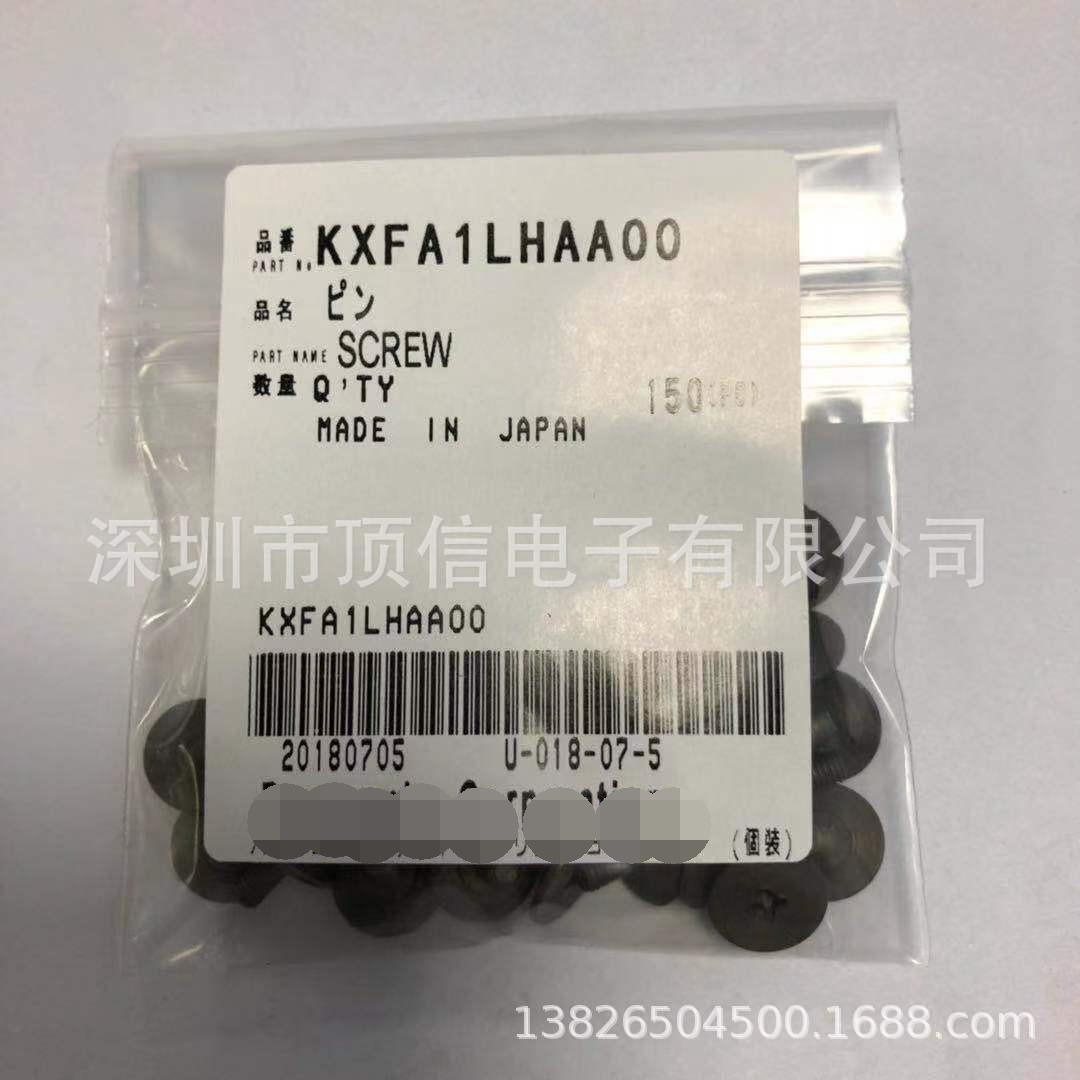 品番 KXFA1LHAA00
PART No
品名 ピン
PART NAME SCREW
数量 Q'TY 150(PC)
MADE IN JAPAN
深圳市顶信电子有限公司
KXFA1LHAA00
20180705 U-018-07-5
(個装)
13826504500.1688.com